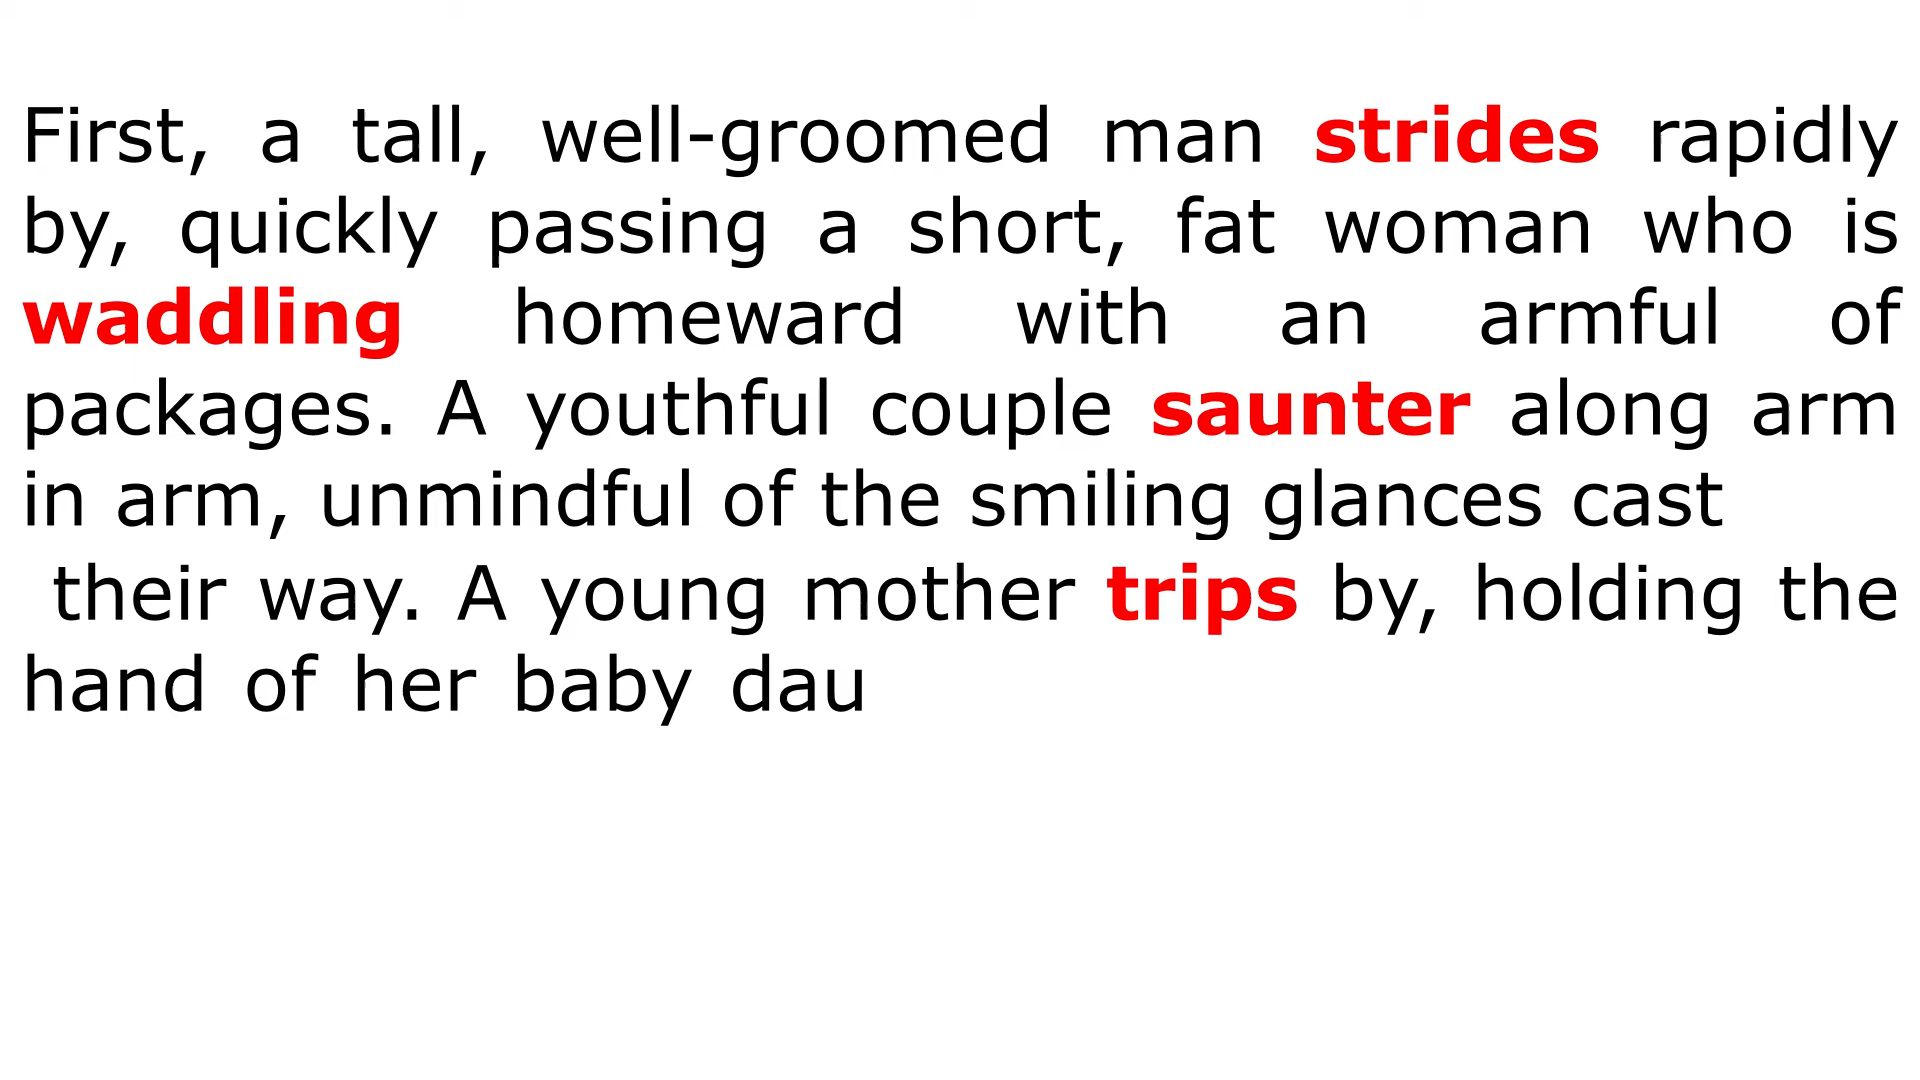 First, a tall, well-groomed man strides rapidly
by, quickly passing a short, fat woman who is
waddling homeward with an armful of
packages. A youthful couple saunter along arm
in arm, unmindful of the smiling glances cast
their way. A young mother trips by, holding the
hand of her baby dau